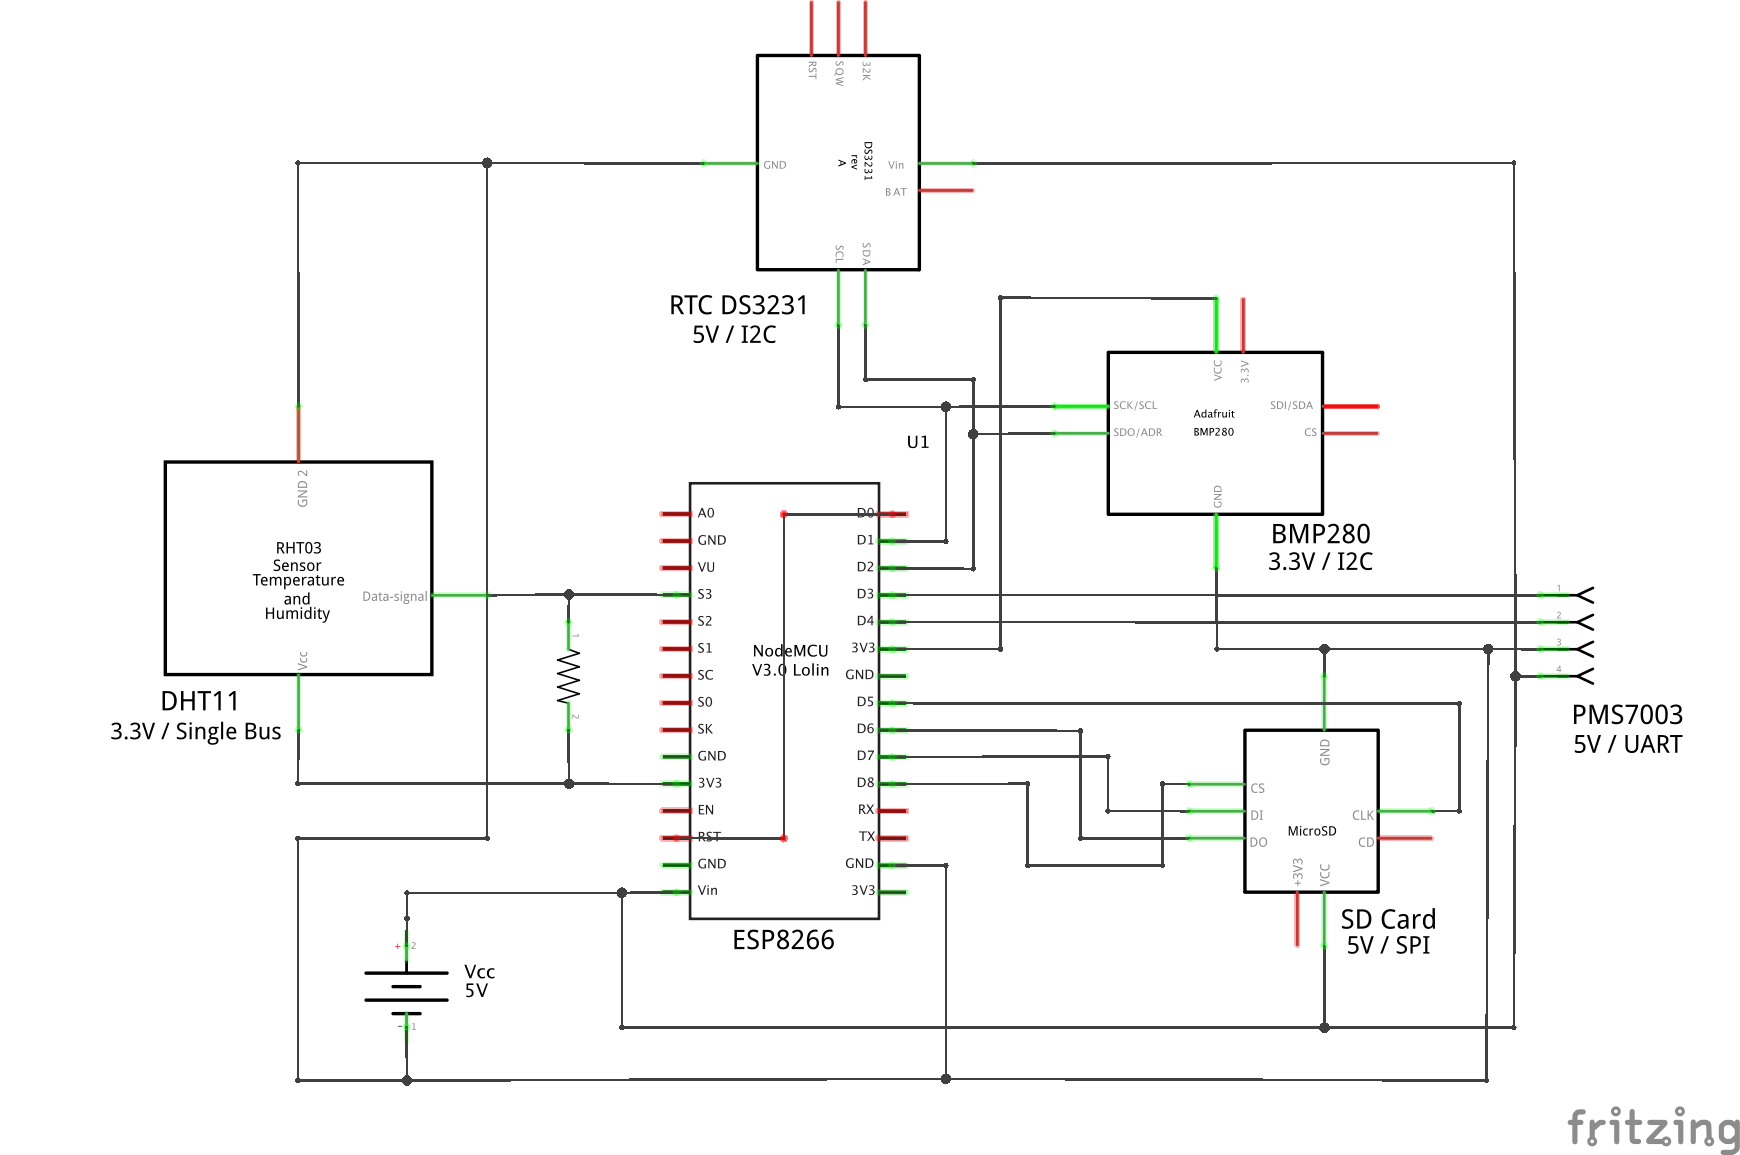 RST
SQW
32K
GND
DS3231
rev
A
Vin
BAT
SCL
SDA
RTC DS3231
5V / I2C
VCC
3.3V
SCK/SCL
SDI/SDA
Adafruit
BMP280
SDO/ADR
CS
GND
BMP280
3.3V / I2C
U1
GND 2
RHT03
Sensor
Temperature
and
Humidity
Data-signal
Vcc
DHT11
3.3V / Single Bus
1
2
A0
GND
VU
S3
S2
S1
SC
S0
SK
GND
3V3
EN
RST
GND
Vin
NodeMCU
V3.0 Lolin
D0
D1
D2
D3
D4
3V3
GND
D5
D6
D7
D8
RX
TX
GND
3V3
ESP8266
1
2
3
4
PMS7003
5V / UART
GND
CS
DI
DO
CLK
CD
MicroSD
+3V3
VCC
SD Card
5V / SPI
+ 2
Vcc
5V
- 1
fritzing